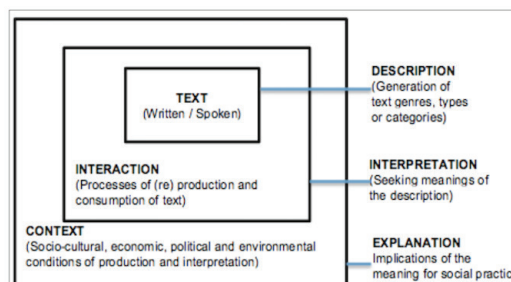 TEXT
(Written / Spoken)
INTERACTION
(Processes of (re) production and
consumption of text)
CONTEXT
(Socio-cultural, economic, political and environmental
conditions of production and interpretation)
DESCRIPTION
(Generation of
text genres, types
or categories)
INTERPRETATION
(Seeking meanings of
the description)
EXPLANATION
Implications of the
meaning for social